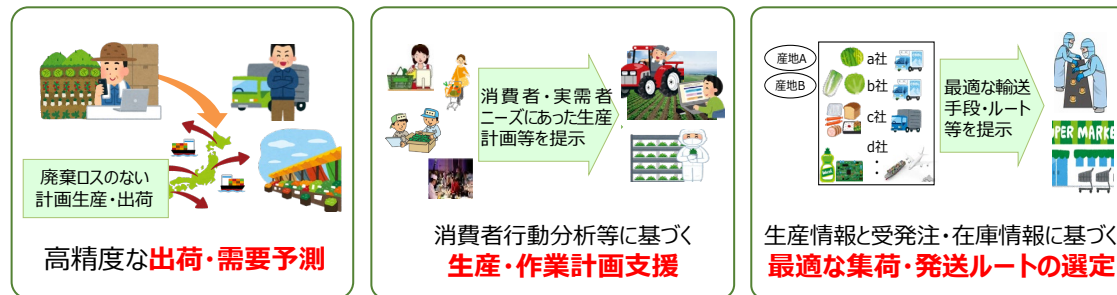 廃棄ロスのない
計画生産・出荷
高精度な出荷・需要予測
消費者・実需者
ニーズにあった生産
計画等を提示
消費者行動分析等に基づく
生産・作業計画支援
産地A
産地B
a社
b社
c社
d社
最適な輸送
手段・ルート
等を提示
PER MARK
生産情報と受発注・在庫情報に基づく
最適な集荷・発送ルートの選定